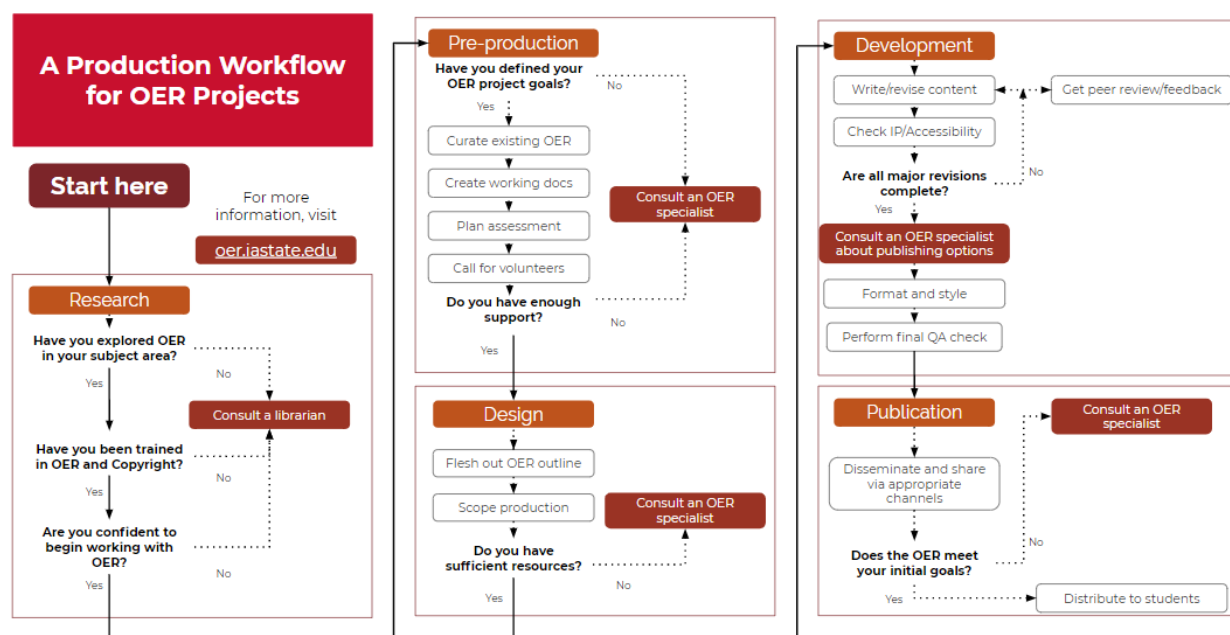 A Production Workflow
for OER Projects
Start here
For more
information, visit
oer.iastate.edu
Research
Have you explored OER
in your subject area?
No
Yes
Consult a librarian
Have you been trained
in OER and Copyright?
No
Yes
Are you confident to
begin working with
OER?
No
Yes
Pre-production
Have you defined your
OER project goals?
No
Yes
Curate existing OER
Create working docs
Consult an OER
specialist
Plan assessment
Call for volunteers
Do you have enough
support?
No
Yes
Design
Flesh out OER outline
Scope production
Consult an OER
specialist
Do you have
sufficient resources?
No
Yes
Development
Write/revise content
Get peer review/feedback
Check IP/Accessibility
Are all major revisions
complete?
No
Yes
Consult an OER specialist
about publishing options
Format and style
Perform final QA check
Publication
Consult an OER
specialist
Disseminate and share
via appropriate
channels
Does the OER meet
your initial goals?
No
Yes
Distribute to students